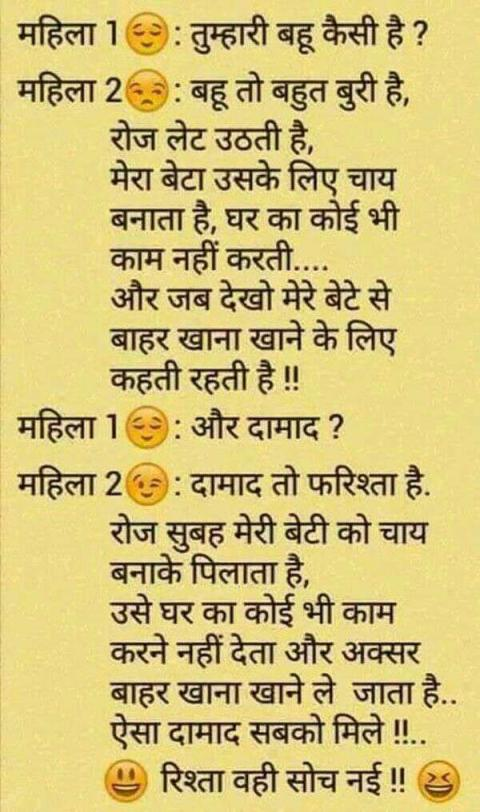 महिला 1😌: तुम्हारी बहू कैसी है ?
महिला 2😒: बहू तो बहुत बुरी है,
रोज लेट उठती है,
मेरा बेटा उसके लिए चाय
बनाता है, घर का कोई भी
काम नहीं करती....
और जब देखो मेरे बेटे से
बाहर खाना खाने के लिए
कहती रहती है !!
महिला 1😌: और दामाद ?
महिला 2😉: दामाद तो फरिश्ता है.
रोज सुबह मेरी बेटी को चाय
बनाके पिलाता है,
उसे घर का कोई भी काम
करने नहीं देता और अक्सर
बाहर खाना खाने ले जाता है..
ऐसा दामाद सबको मिले !!..
😃 रिश्ता वही सोच नई !! 😆